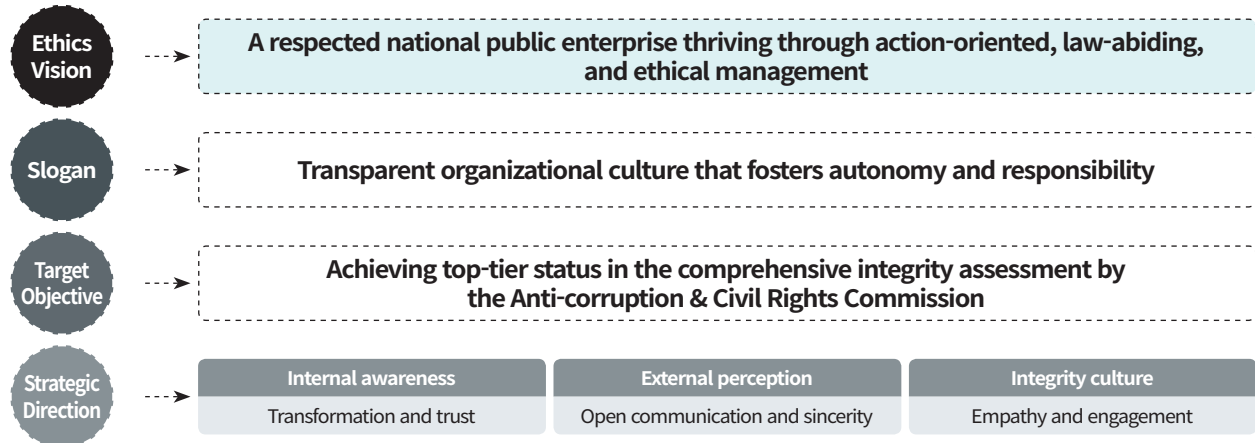 Ethics
Vision
A respected national public enterprise thriving through action-oriented, law-abiding,
and ethical management
Slogan
Transparent organizational culture that fosters autonomy and responsibility
Target
Objective
Achieving top-tier status in the comprehensive integrity assessment by
the Anti-corruption & Civil Rights Commission
Strategic
Direction
Internal awareness
Transformation and trust
External perception
Open communication and sincerity
Integrity culture
Empathy and engagement